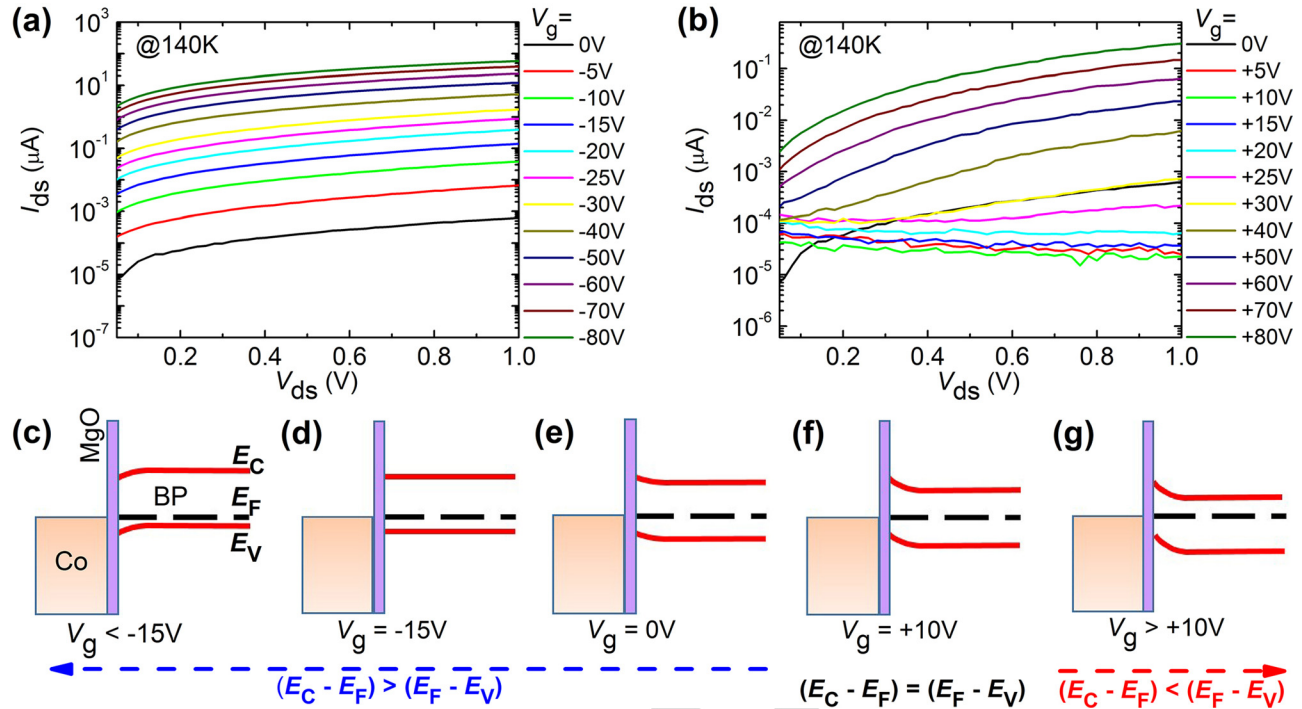 (a)
@140K
I_ds (μA)
10^3
10^1
10^-1
10^-3
10^-5
10^-7
0.2 0.4 0.6 0.8 1.0
V_ds (V)
V_g=
0V
-5V
-10V
-15V
-20V
-25V
-30V
-40V
-50V
-60V
-70V
-80V
(b)
@140K
I_ds (μA)
10^-1
10^-2
10^-3
10^-4
10^-5
10^-6
0.2 0.4 0.6 0.8 1.0
V_ds (V)
V_g=
0V
+5V
+10V
+15V
+20V
+25V
+30V
+40V
+50V
+60V
+70V
+80V
(c)
MgO
E_C
BP
E_F
E_V
Co
V_g < -15V
(d)
V_g = -15V
(e)
V_g = 0V
(f)
V_g = +10V
(g)
V_g > +10V
(E_C - E_F) > (E_F - E_V)
(E_C - E_F) = (E_F - E_V)
(E_C - E_F) < (E_F - E_V)